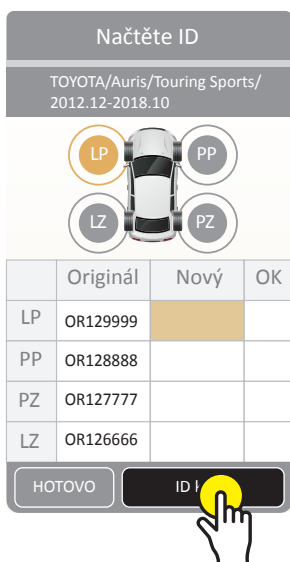 Načtěte ID
TOYOTA/Auris/Touring Sports/
2012.12-2018.10
LP PP
LZ PZ
Originál Nový OK
LP OR129999
PP OR128888
PZ OR127777
LZ OR126666
HOTOVO ID